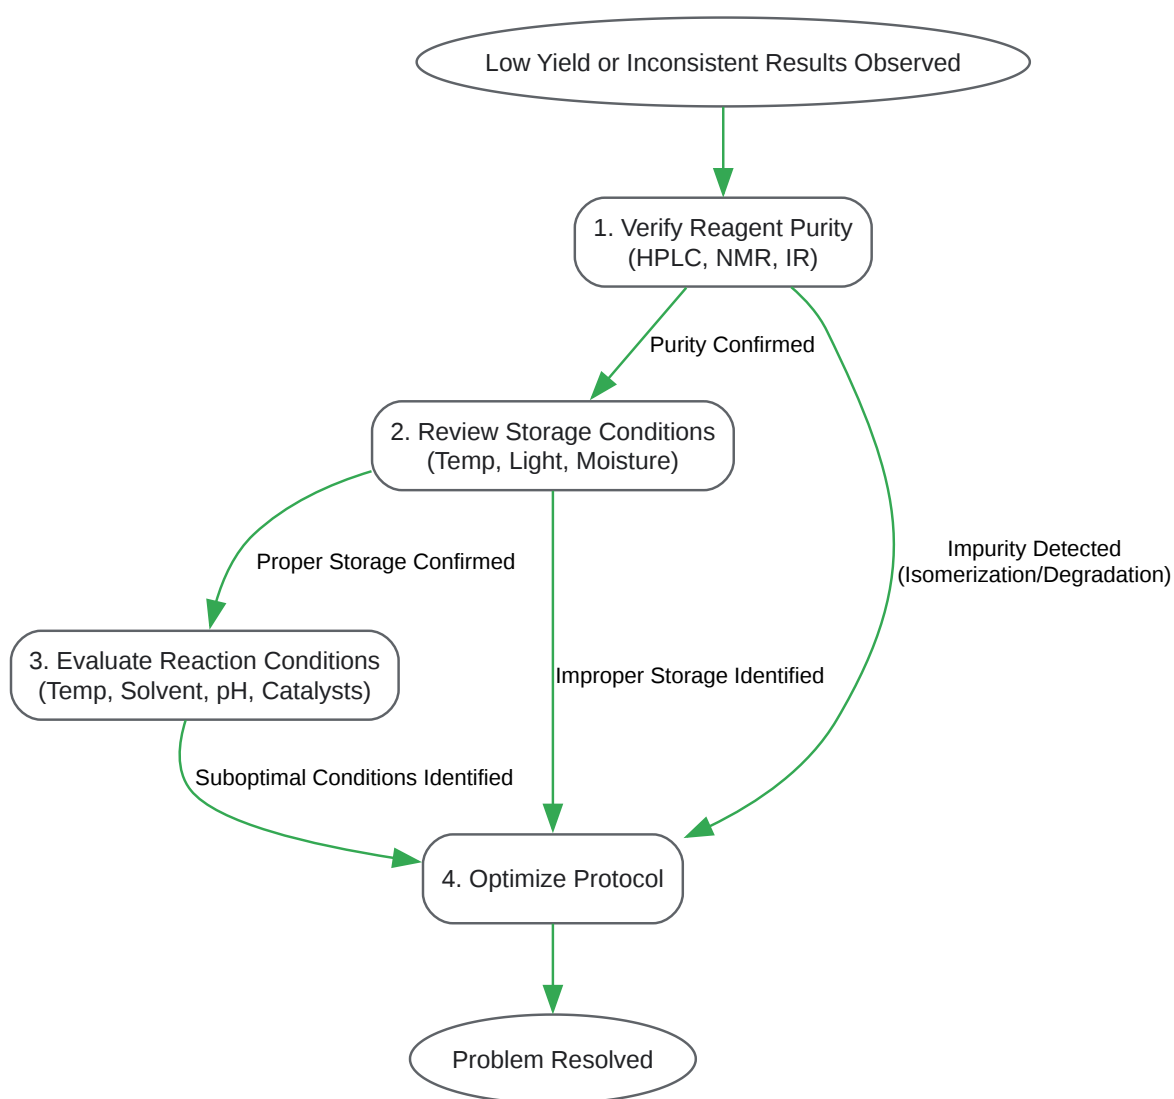 Low Yield or Inconsistent Results Observed
1. Verify Reagent Purity
(HPLC, NMR, IR)
Purity Confirmed
2. Review Storage Conditions
(Temp, Light, Moisture)
Impurity Detected
(Isomerization/Degradation)
Proper Storage Confirmed
3. Evaluate Reaction Conditions
(Temp, Solvent, pH, Catalysts)
Improper Storage Identified
Suboptimal Conditions Identified
4. Optimize Protocol
Problem Resolved